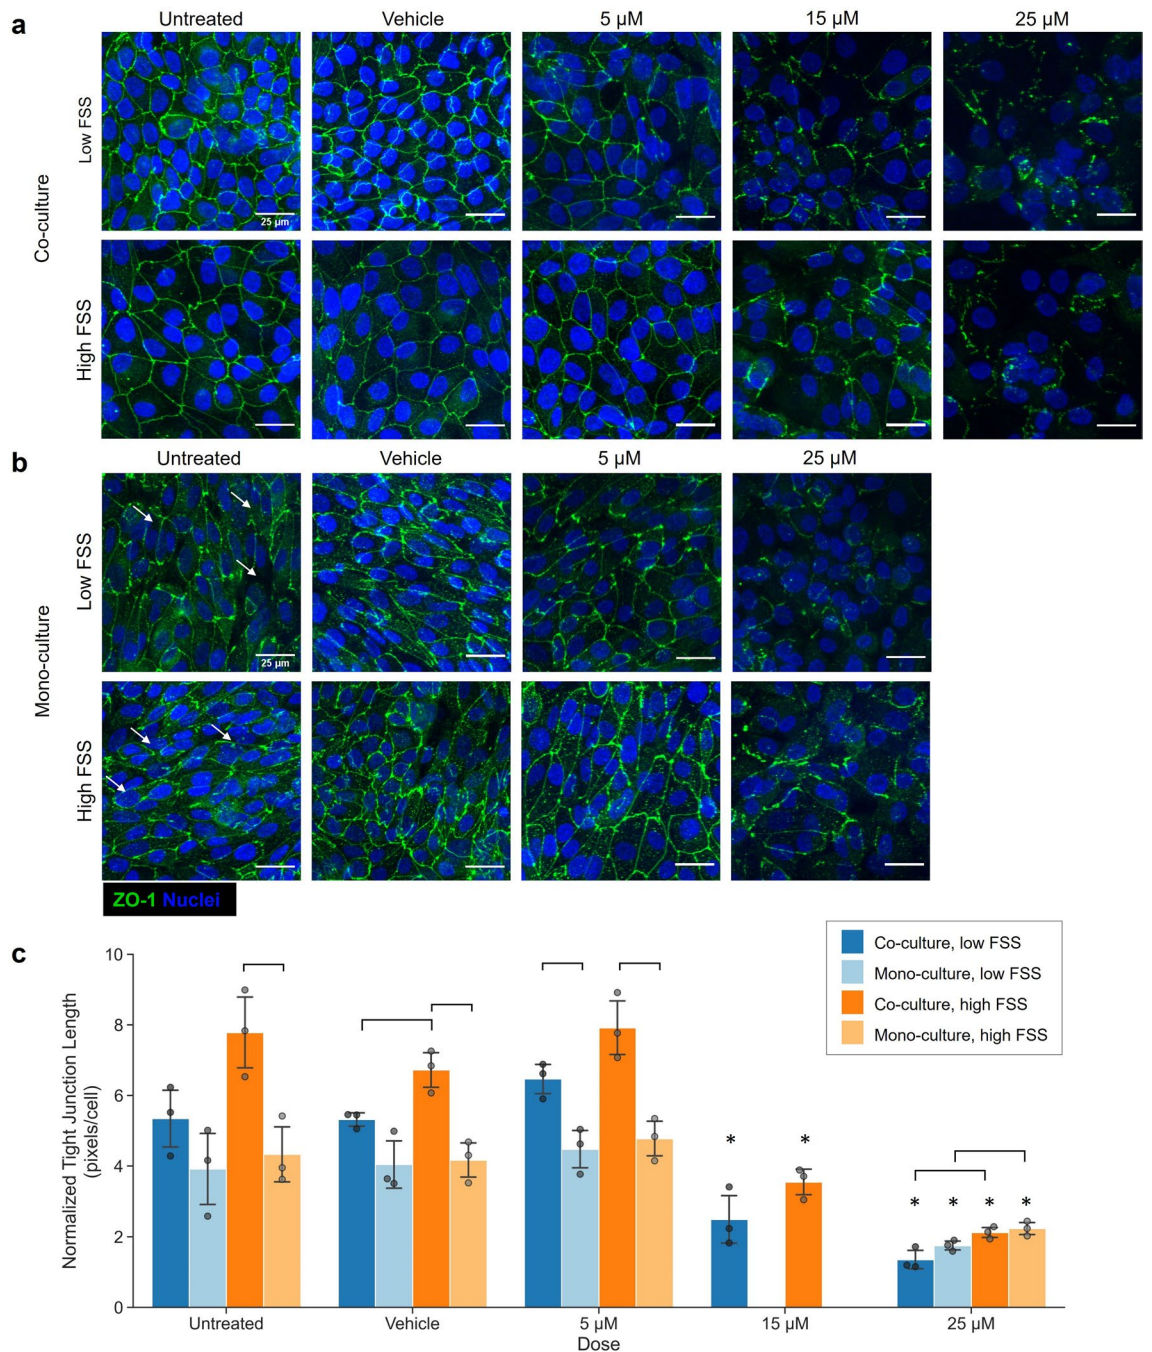 a
Untreated Vehicle 5 µM 15 µM 25 µM
Co-culture
Low FSS
25 µm
High FSS
b
Untreated Vehicle 5 µM 25 µM
Mono-culture
Low FSS
25 µm
High FSS
ZO-1 Nuclei
c
Normalized Tight Junction Length
(pixels/cell)
10
8
6
4
2
0
Co-culture, low FSS
Mono-culture, low FSS
Co-culture, high FSS
Mono-culture, high FSS
* *
* * * *
Untreated Vehicle 5 µM 15 µM 25 µM
Dose